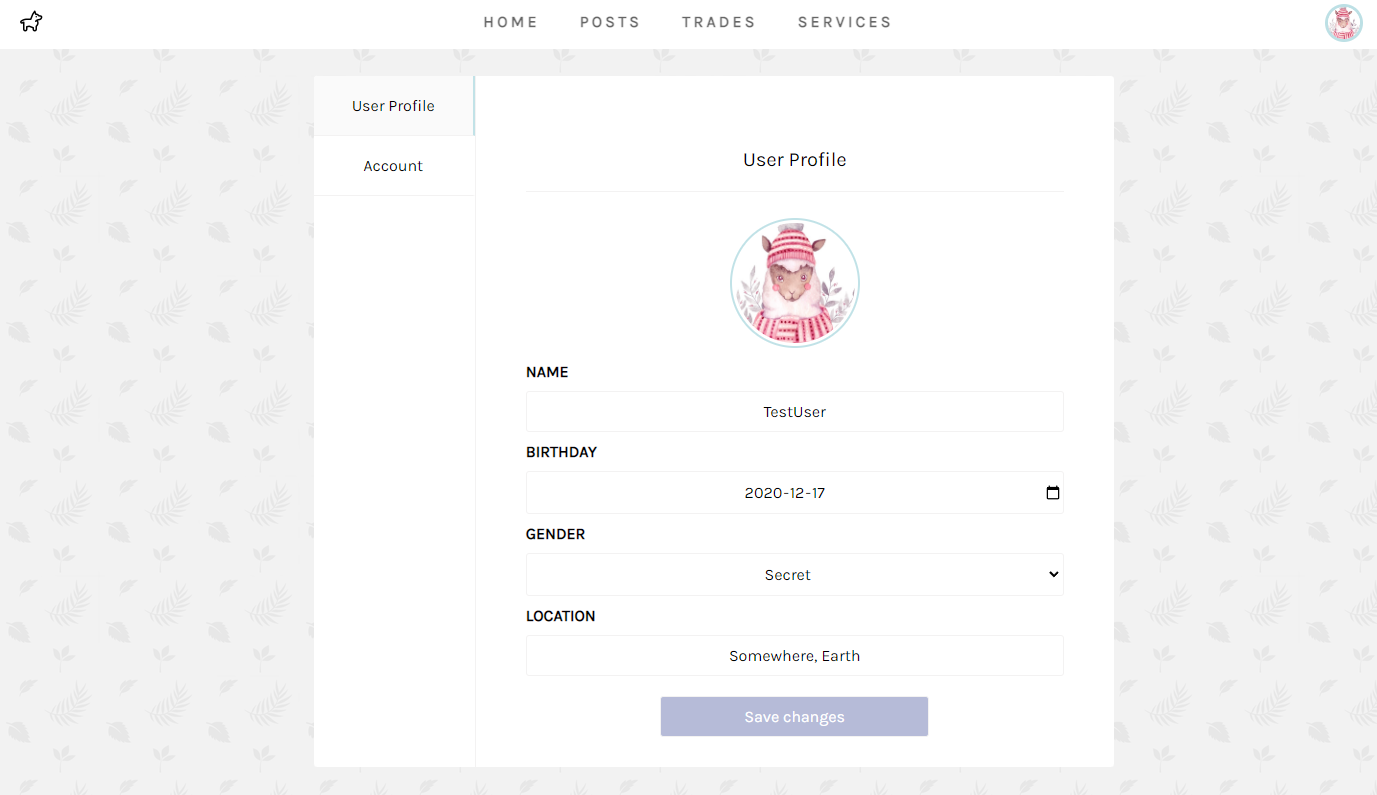 HOME POSTS TRADES SERVICES
User Profile
Account
User Profile
NAME
TestUser
BIRTHDAY
2020-12-17
GENDER
Secret
LOCATION
Somewhere, Earth
Save changes